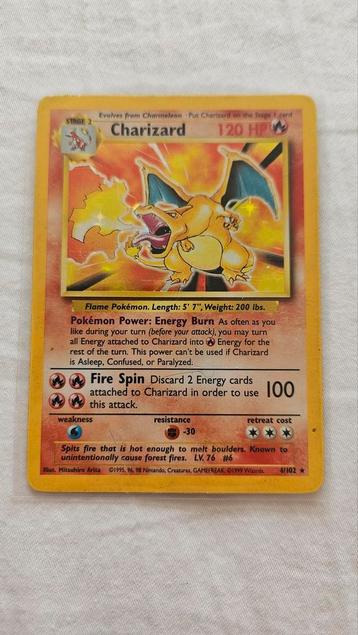 Evolves from Charmeleon   Put Charizard on the Stage 1 card
STAGE 2
Charizard 120 HP
Flame Pokémon. Length: 5' 7", Weight: 200 lbs.
Pokémon Power: Energy Burn As often as you
like during your turn (before your attack), you may turn
all Energy attached to Charizard into Energy for the
rest of the turn. This power can't be used if Charizard
is Asleep, Confused, or Paralyzed.
Fire Spin Discard 2 Energy cards
attached to Charizard in order to use 100
this attack.
weakness resistance retreat cost
-30
Spits fire that is hot enough to melt boulders. Known to
unintentionally cause forest fires. LV. 76 #6
Illus. Mitsuhiro Arita ©1995, 96, 98 Nintendo, Creatures, GAMEFREAK. ©1999 Wizards. 4/102 ★